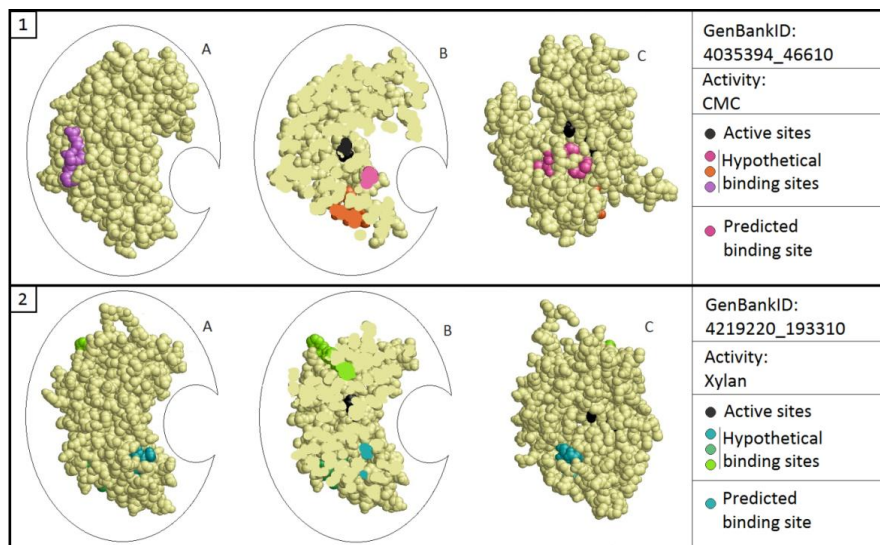 1
A
B
C
GenBankID:
4035394_46610
Activity:
CMC
Active sites
Hypothetical
binding sites
Predicted
binding site
2
A
B
C
GenBankID:
4219220_193310
Activity:
Xylan
Active sites
Hypothetical
binding sites
Predicted
binding site